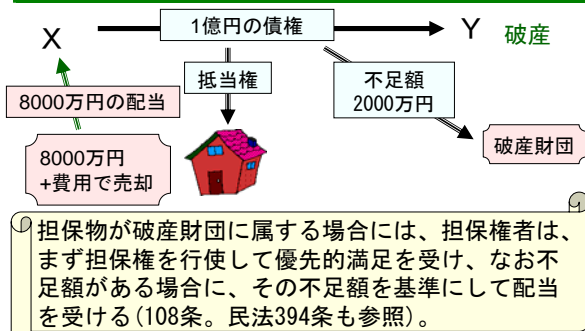 1億円の債権
X
Y
破産
抵当権
不足額
2000万円
8000万円の配当
8000万円
+費用で売却
破産財団
担保物が破産財団に属する場合には、担保権者は、
まず担保権を行使して優先的満足を受け、なお不
足額がある場合に、その不足額を基準にして配当
を受ける(108条。民法394条も参照)。